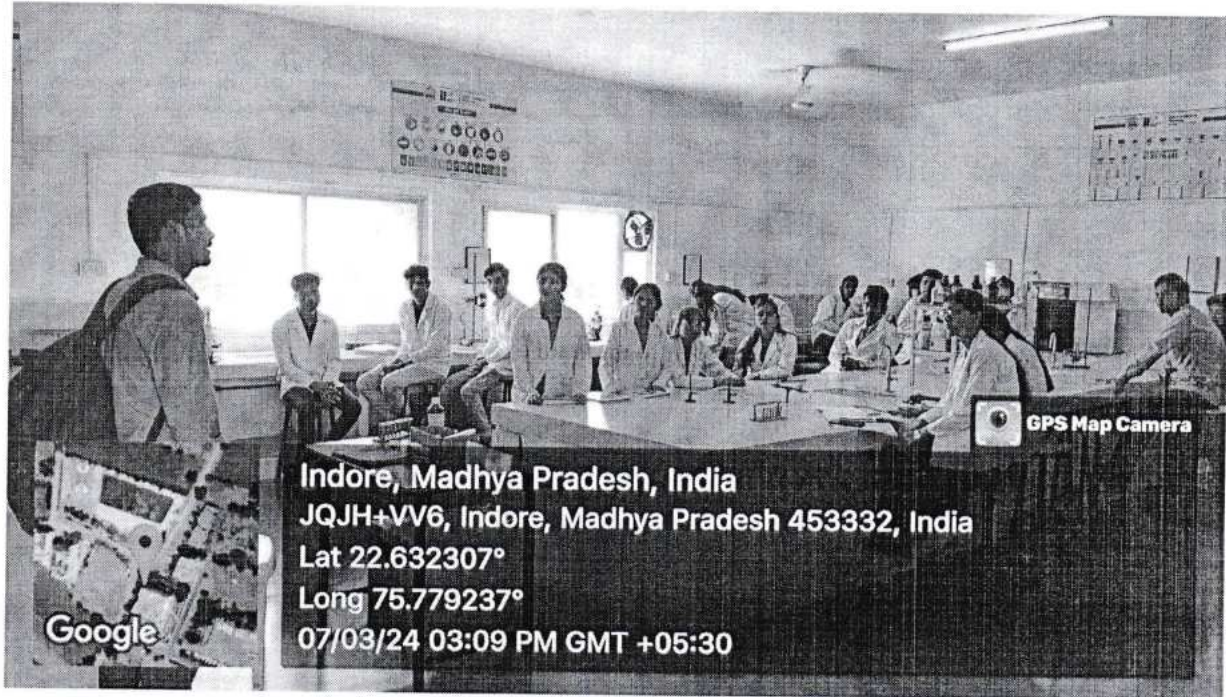 GPS Map Camera
Indore, Madhya Pradesh, India
JQJH+VV6, Indore, Madhya Pradesh 453332, India
Lat 22.632307°
Long 75.779237°
07/03/24 03:09 PM GMT +05:30
Google